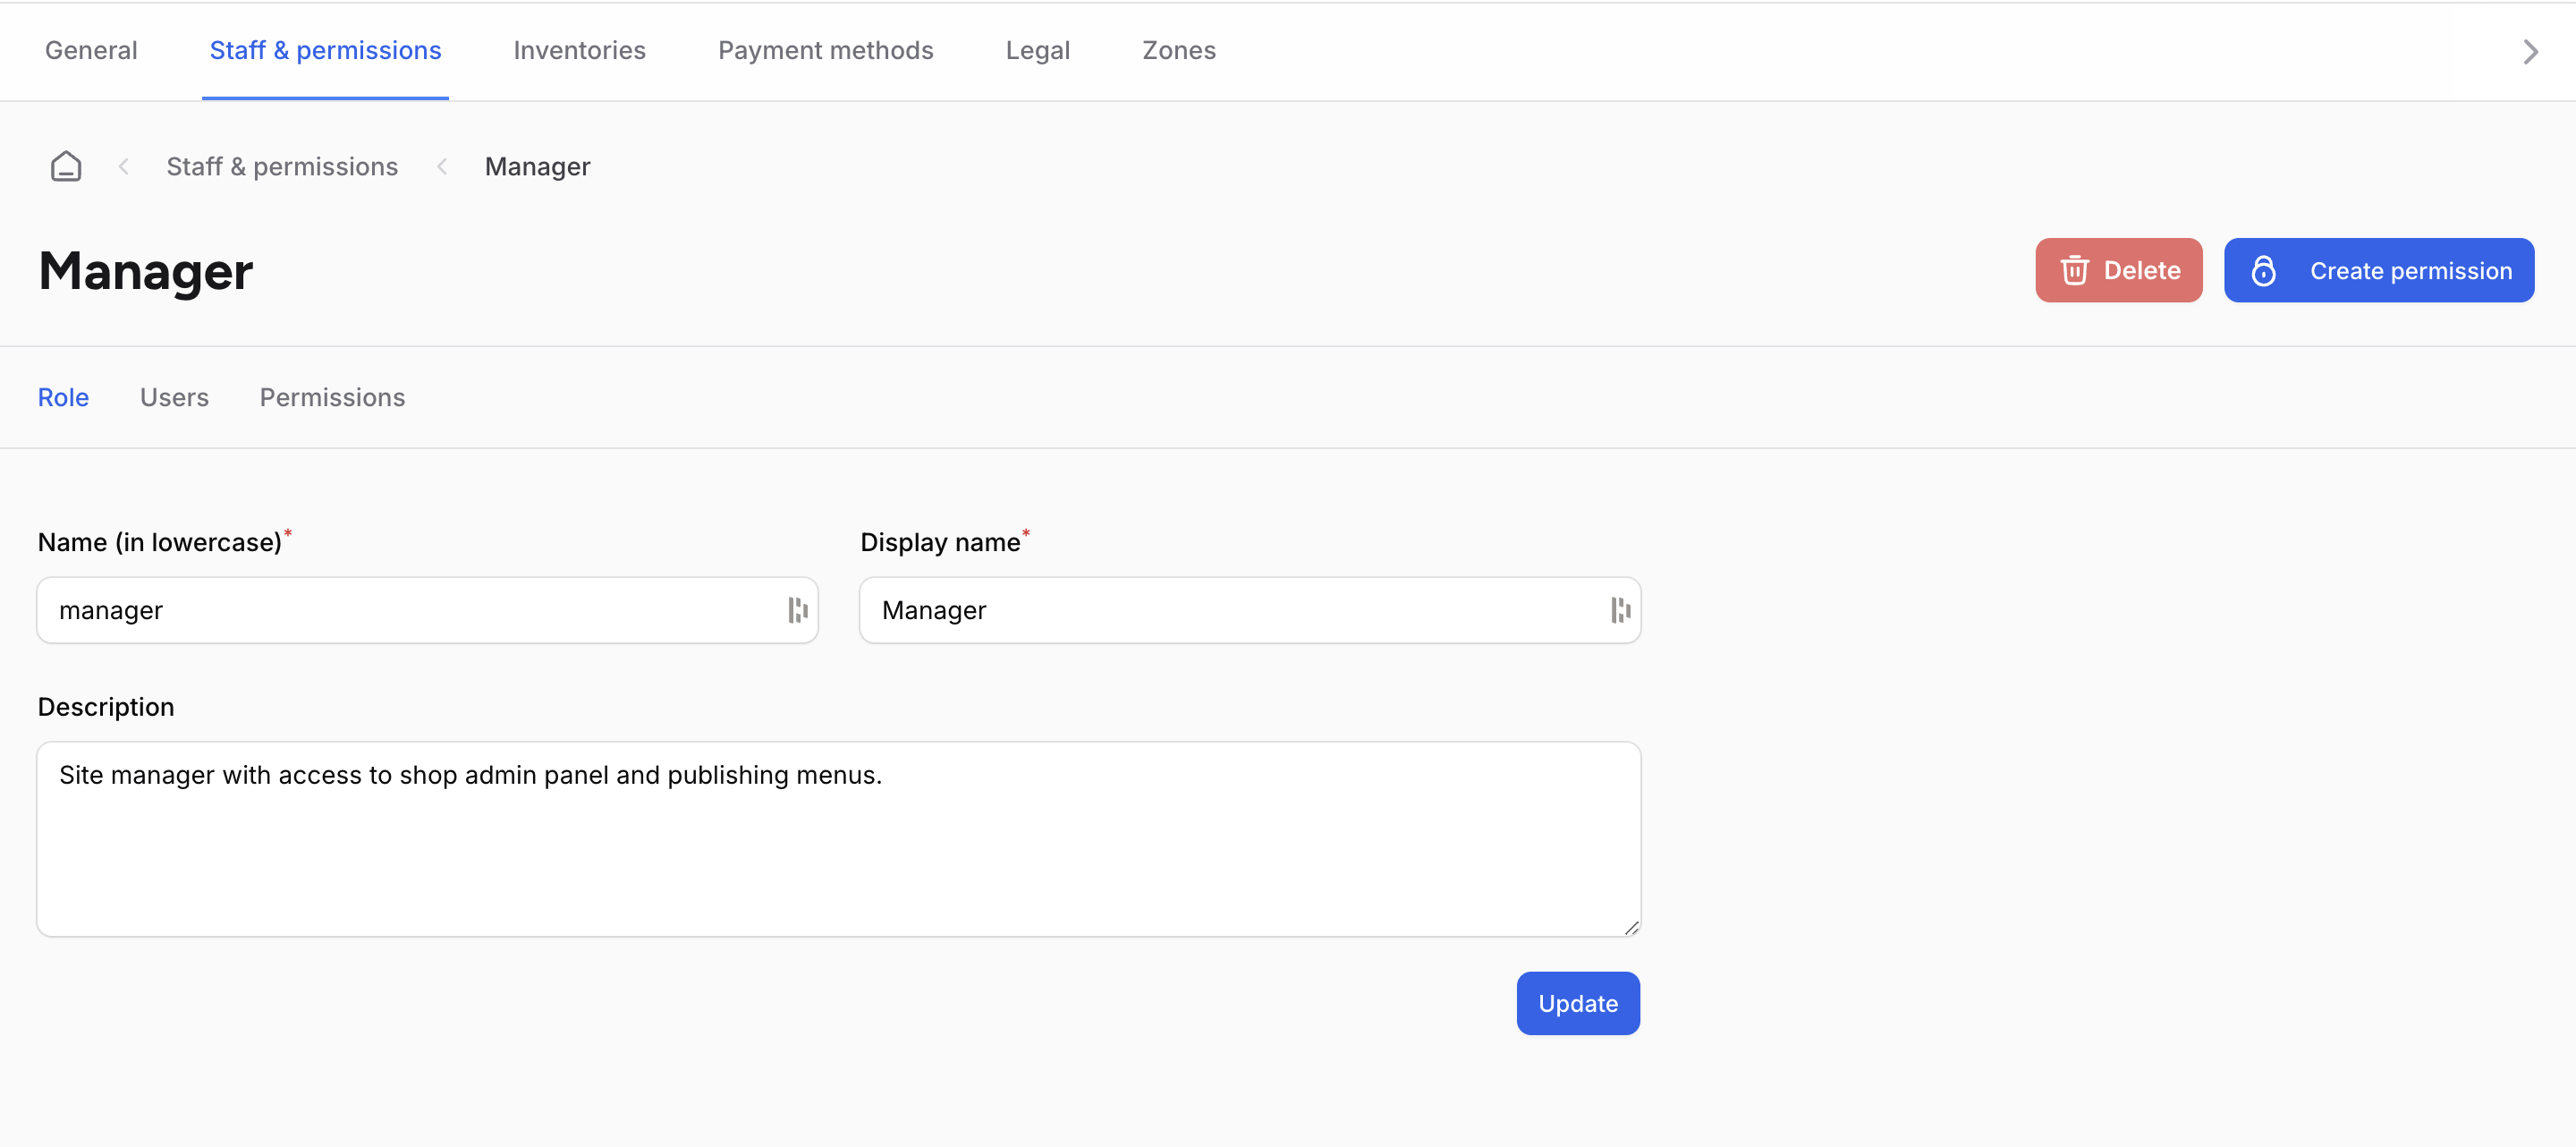 General Staff & permissions Inventories Payment methods Legal Zones
Staff & permissions Manager
Manager
Delete Create permission
Role Users Permissions
Name (in lowercase)* Display name*
manager Manager
Description
Site manager with access to shop admin panel and publishing menus.
Update